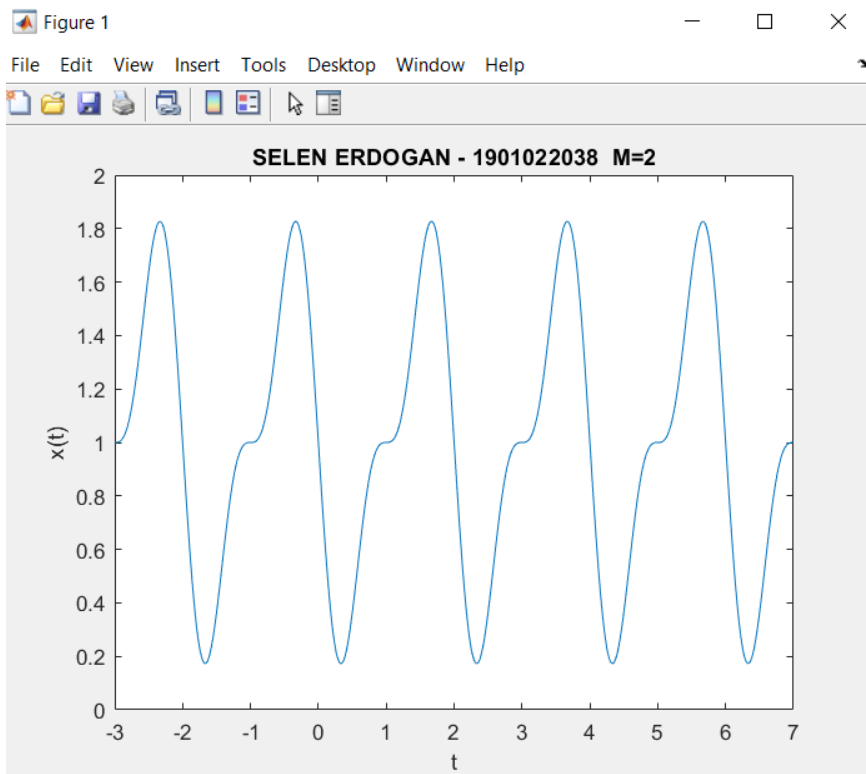 Figure 1
File Edit View Insert Tools Desktop Window Help
SELEN ERDOGAN - 1901022038  M=2
2
1.8
1.6
1.4
1.2
1
0.8
0.6
0.4
0.2
0
x(t)
-3 -2 -1 0 1 2 3 4 5 6 7
t